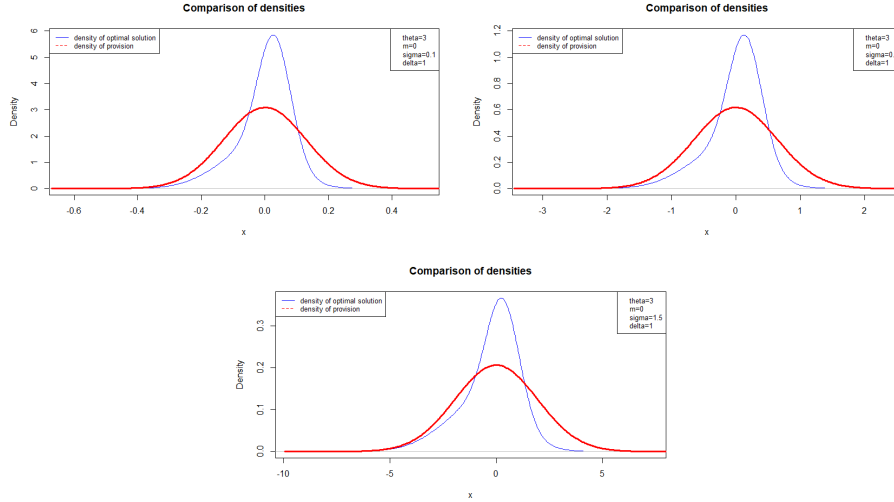 Comparison of densities
density of optimal solution
density of provision
theta=3
m=0
sigma=0.1
delta=1
Density
6
5
4
3
2
1
0
-0.6
-0.4
-0.2
0.0
0.2
0.4
x
Comparison of densities
density of optimal solution
density of provision
theta=3
m=0
sigma=0.
delta=1
Density
1.2
1.0
0.8
0.6
0.4
0.2
0.0
-3
-2
-1
0
1
2
x
Comparison of densities
density of optimal solution
density of provision
theta=3
m=0
sigma=1.5
delta=1
Density
0.3
0.2
0.1
0.0
-10
-5
0
5
x